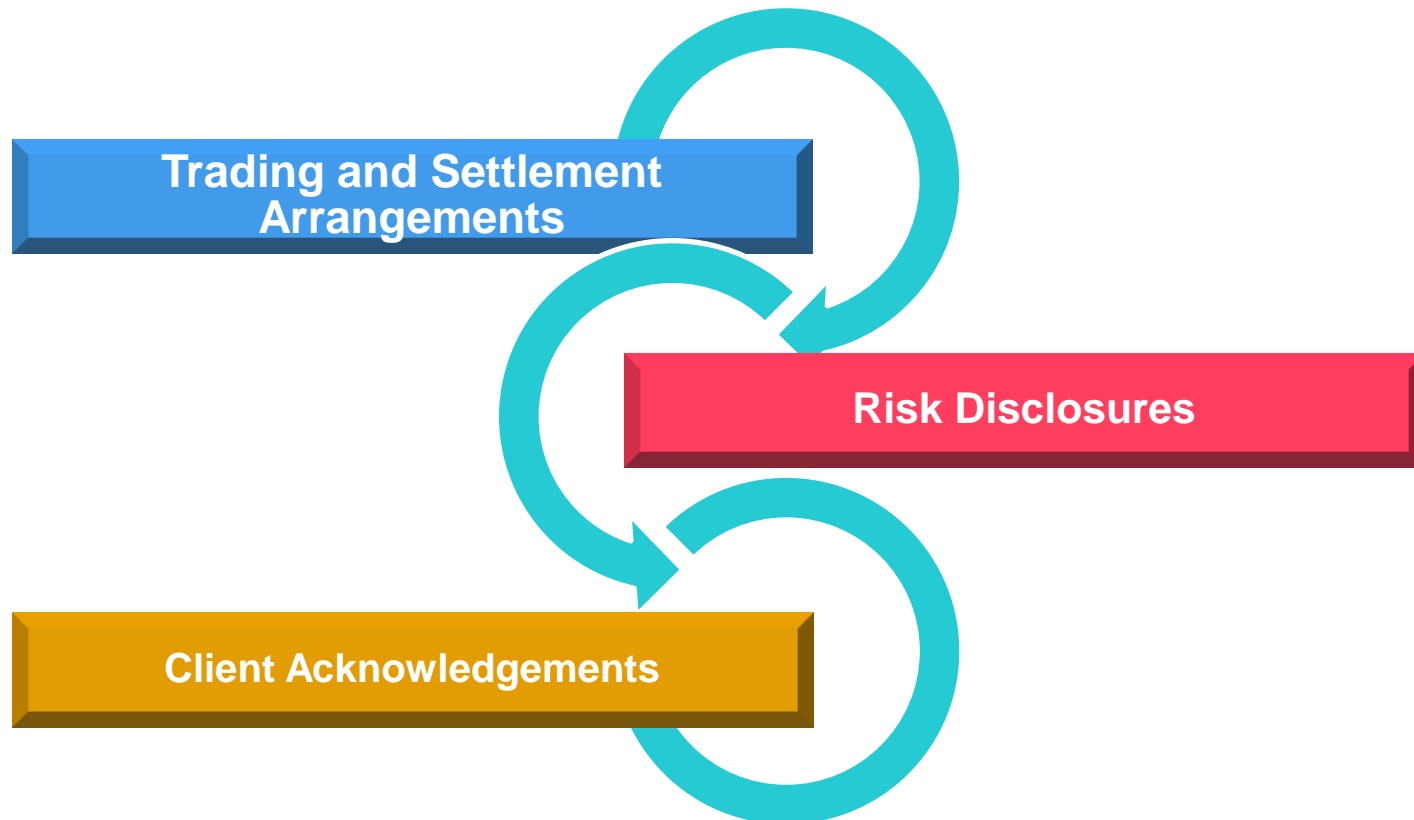 Trading and Settlement
Arrangements
Risk Disclosures
Client Acknowledgements